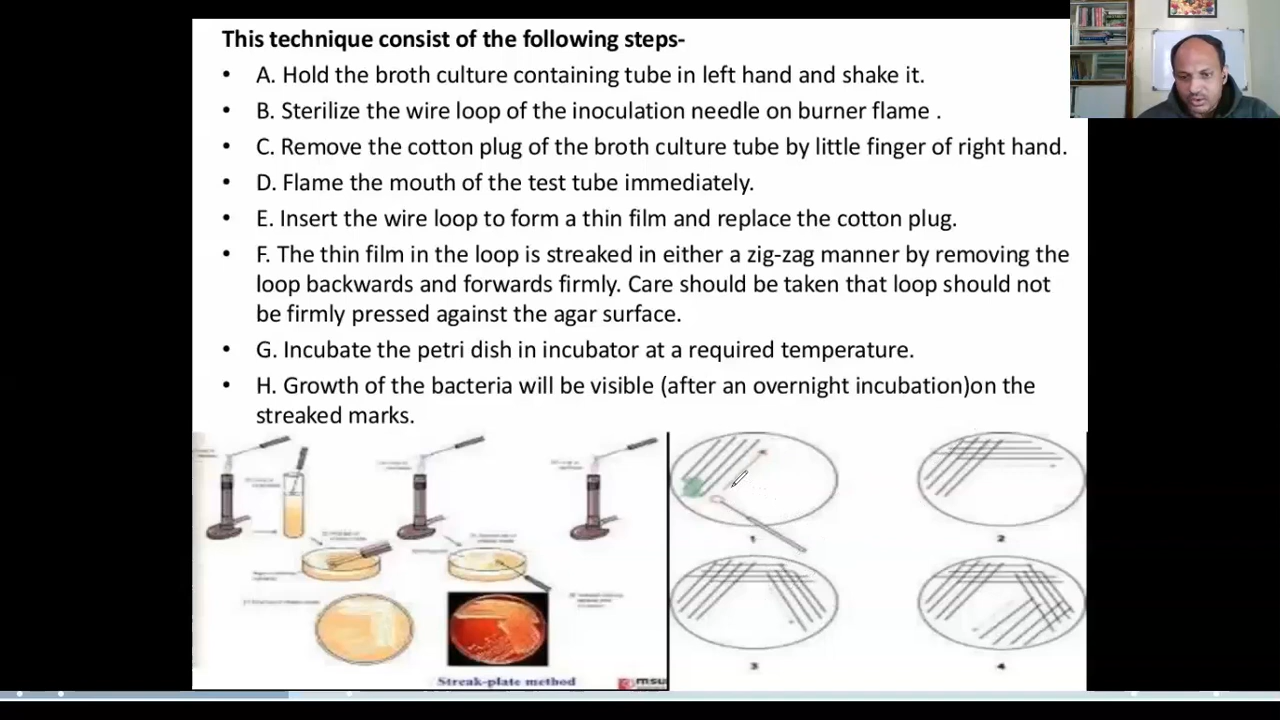 This technique consist of the following steps-
• A. Hold the broth culture containing tube in left hand and shake it.
• B. Sterilize the wire loop of the inoculation needle on burner flame .
• C. Remove the cotton plug of the broth culture tube by little finger of right hand.
• D. Flame the mouth of the test tube immediately.
• E. Insert the wire loop to form a thin film and replace the cotton plug.
• F. The thin film in the loop is streaked in either a zig-zag manner by removing the
loop backwards and forwards firmly. Care should be taken that loop should not
be firmly pressed against the agar surface.
• G. Incubate the petri dish in incubator at a required temperature.
• H. Growth of the bacteria will be visible (after an overnight incubation)on the
streaked marks.
1
2
3
4
Streak-plate method
msu